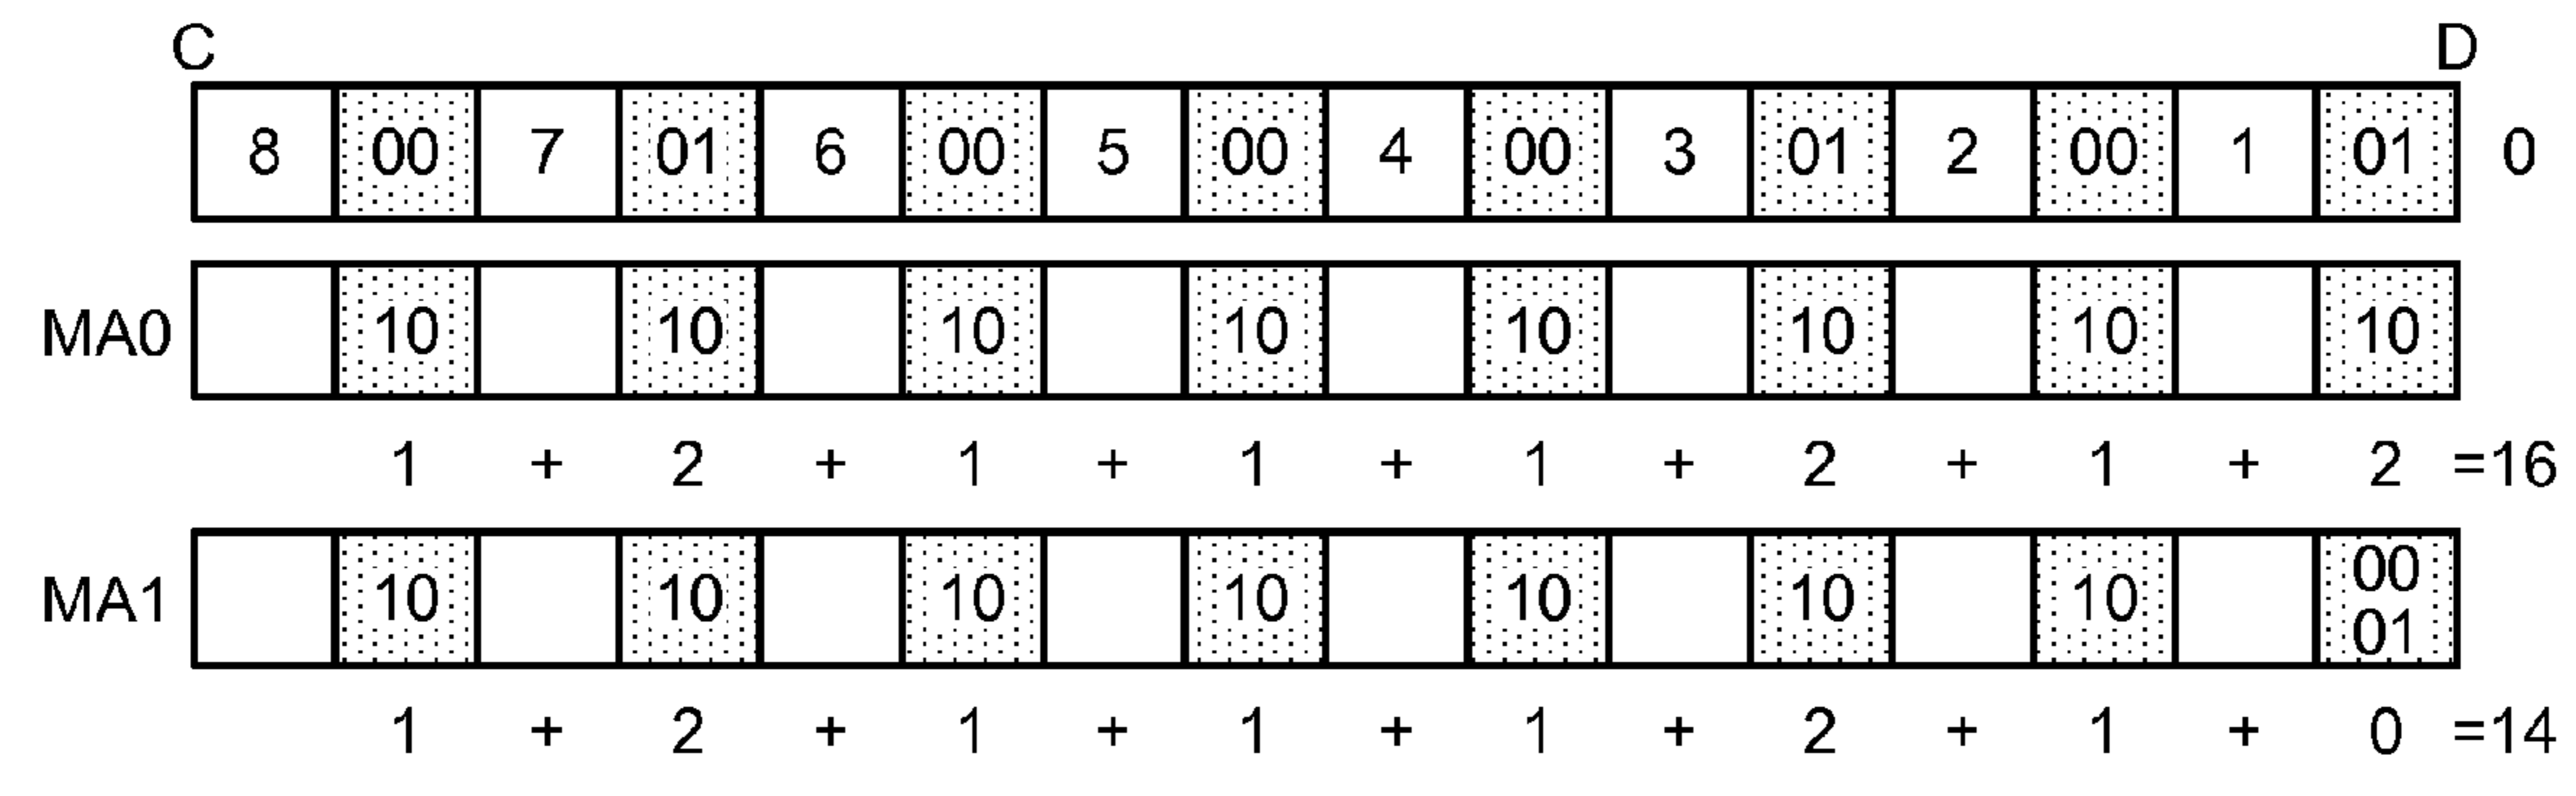 C D
8 00 7 01 6 00 5 00 4 00 3 01 2 00 1 01 0
MA0 10 10 10 10 10 10 10 10
1 + 2 + 1 + 1 + 1 + 2 + 1 + 2 =16
MA1 10 10 10 10 10 10 10 00
01
1 + 2 + 1 + 1 + 1 + 2 + 1 + 0 =14